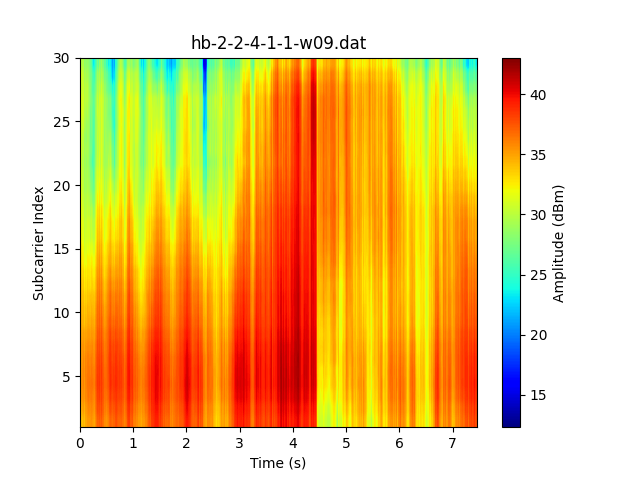 hb-2-2-4-1-1-w09.dat
30
25
20
15
10
5
Subcarrier Index
0 1 2 3 4 5 6 7
Time (s)
40
35
30
25
20
15
Amplitude (dBm)